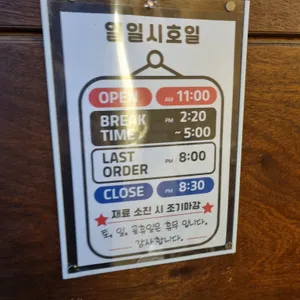 일일시호일
OPEN AM 11:00
BREAK PM 2:20
TIME ~ 5:00
LAST PM 8:00
ORDER
CLOSE PM 8:30
재료 소진 시 조기마감
토, 일, 공휴일은 휴무 입니다.
감사합니다.